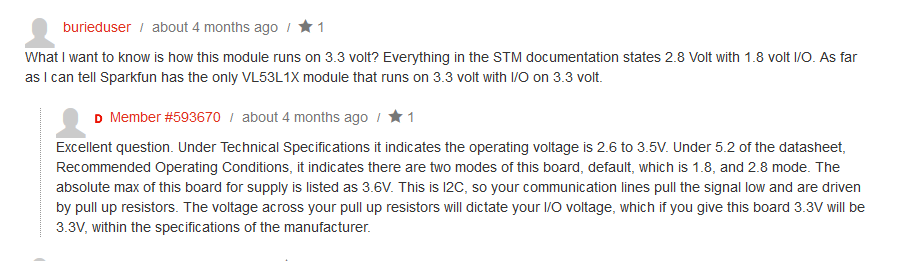 burieduser / about 4 months ago / ★ 1
What I want to know is how this module runs on 3.3 volt? Everything in the STM documentation states 2.8 Volt with 1.8 volt I/O. As far
as I can tell Sparkfun has the only VL53L1X module that runs on 3.3 volt with I/O on 3.3 volt.
D Member #593670 / about 4 months ago / ★ 1
Excellent question. Under Technical Specifications it indicates the operating voltage is 2.6 to 3.5V. Under 5.2 of the datasheet,
Recommended Operating Conditions, it indicates there are two modes of this board, default, which is 1.8, and 2.8 mode. The
absolute max of this board for supply is listed as 3.6V. This is I2C, so your communication lines pull the signal low and are driven
by pull up resistors. The voltage across your pull up resistors will dictate your I/O voltage, which if you give this board 3.3V will be
3.3V, within the specifications of the manufacturer.